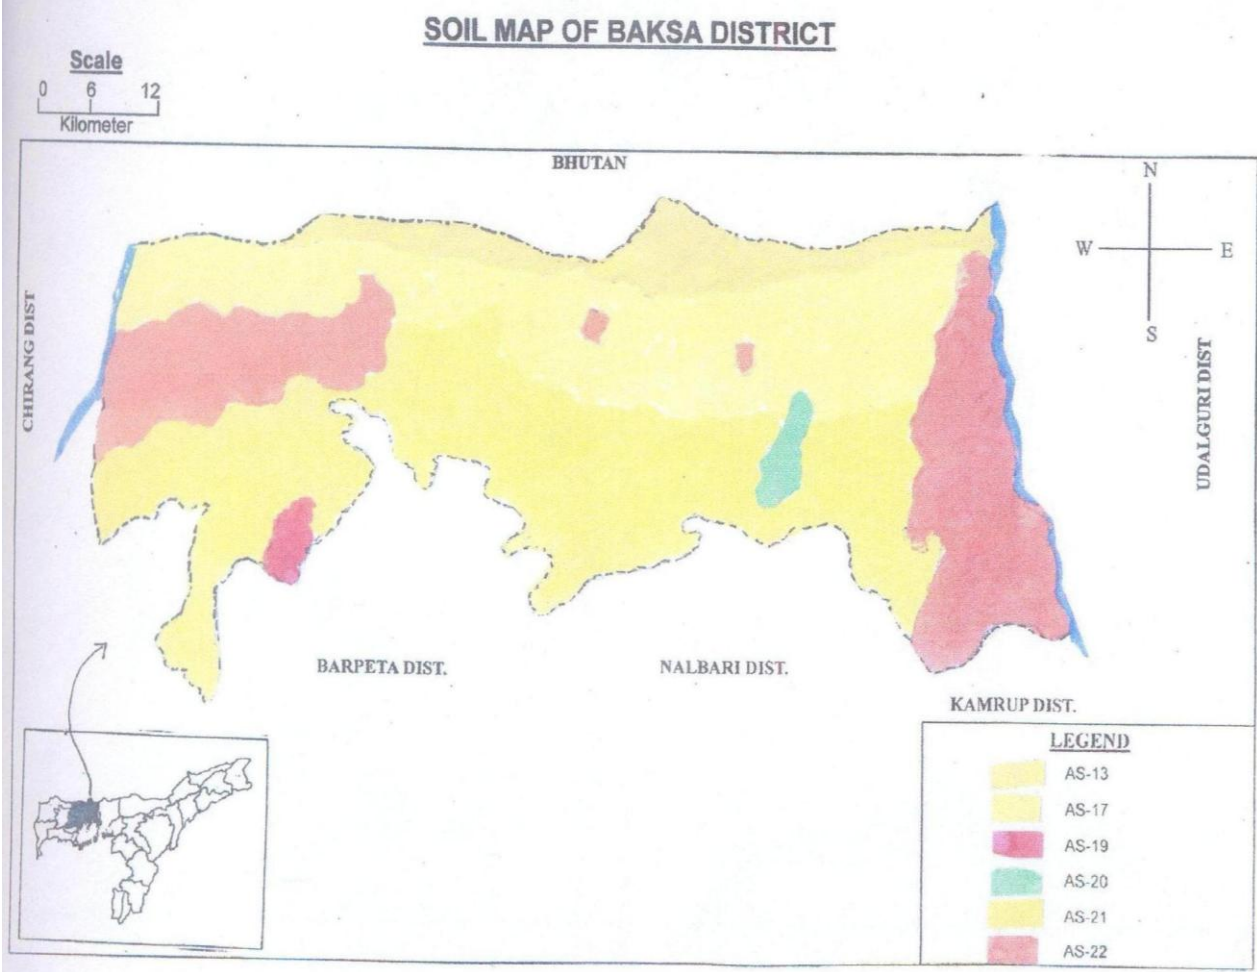 SOIL MAP OF BAKSA DISTRICT
Scale
0 6 12
Kilometer
BHUTAN
N
W E
S
CHIRANG DIST
UDALGURI DIST
BARPETA DIST.
NALBARI DIST.
KAMRUP DIST.
LEGEND
AS-13
AS-17
AS-19
AS-20
AS-21
AS-22